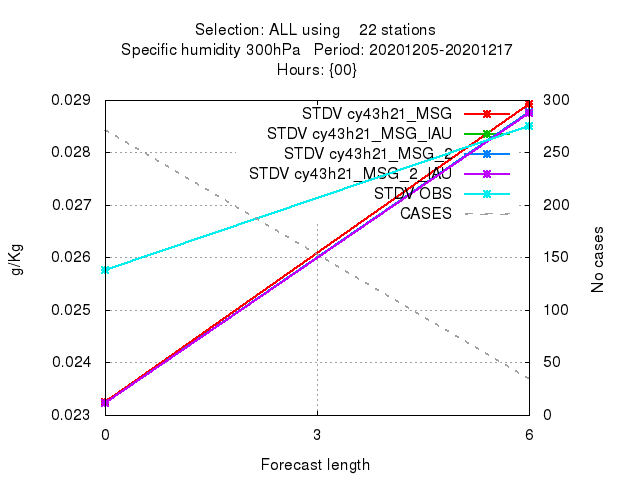 Selection: ALL using 22 stations
Specific humidity 300hPa Period: 20201205-20201217
Hours: {00}
0.029
0.028
0.027
0.026
0.025
0.024
0.023
300
250
200
150
100
50
0
STDV cy43h21_MSG
STDV cy43h21_MSG_IAU
STDV cy43h21_MSG_2
STDV cy43h21_MSG_2_IAU
STDV OBS
CASES
g/Kg
No cases
0 3 6
Forecast length